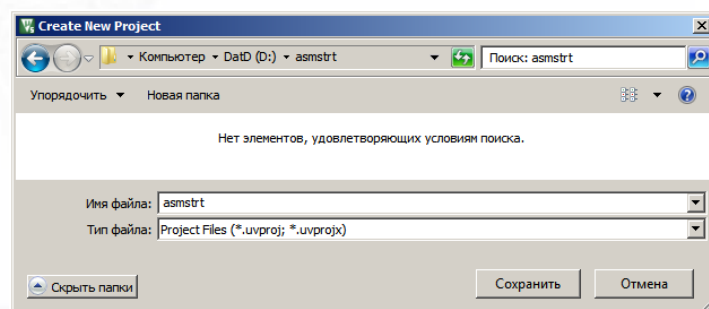 Create New Project
Компьютер DatD (D:) asmstrt Поиск: asmstrt
Упорядочить Новая папка
Нет элементов, удовлетворяющих условиям поиска.
Имя файла: asmstrt
Тип файла: Project Files (*.uvproj; *.uvprojx)
Скрыть папки Сохранить Отмена